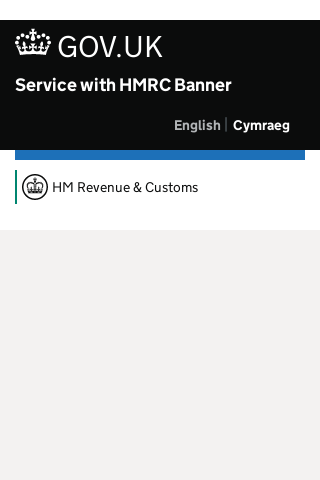 GOV.UK
Service with HMRC Banner
English | Cymraeg
HM Revenue & Customs